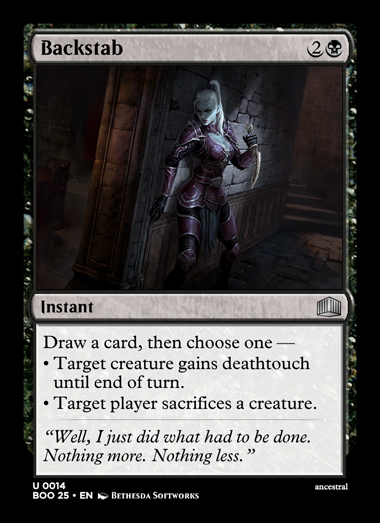 Backstab 2
Instant
Draw a card, then choose one —
• Target creature gains deathtouch
until end of turn.
• Target player sacrifices a creature.
“Well, I just did what had to be done.
Nothing more. Nothing less.”
U 0014
BOO 25 • EN Bethesda Softworks
ancestral